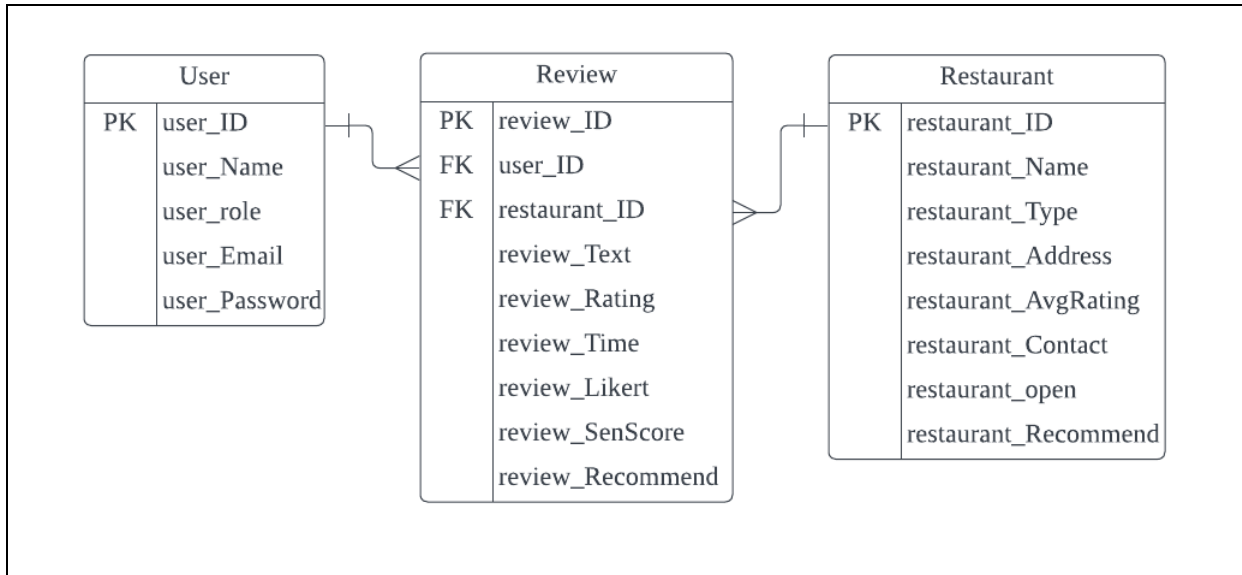 User
PK user_ID
user_Name
user_role
user_Email
user_Password
Review
PK review_ID
FK user_ID
FK restaurant_ID
review_Text
review_Rating
review_Time
review_Likert
review_SenScore
review_Recommend
Restaurant
PK restaurant_ID
restaurant_Name
restaurant_Type
restaurant_Address
restaurant_AvgRating
restaurant_Contact
restaurant_open
restaurant_Recommend